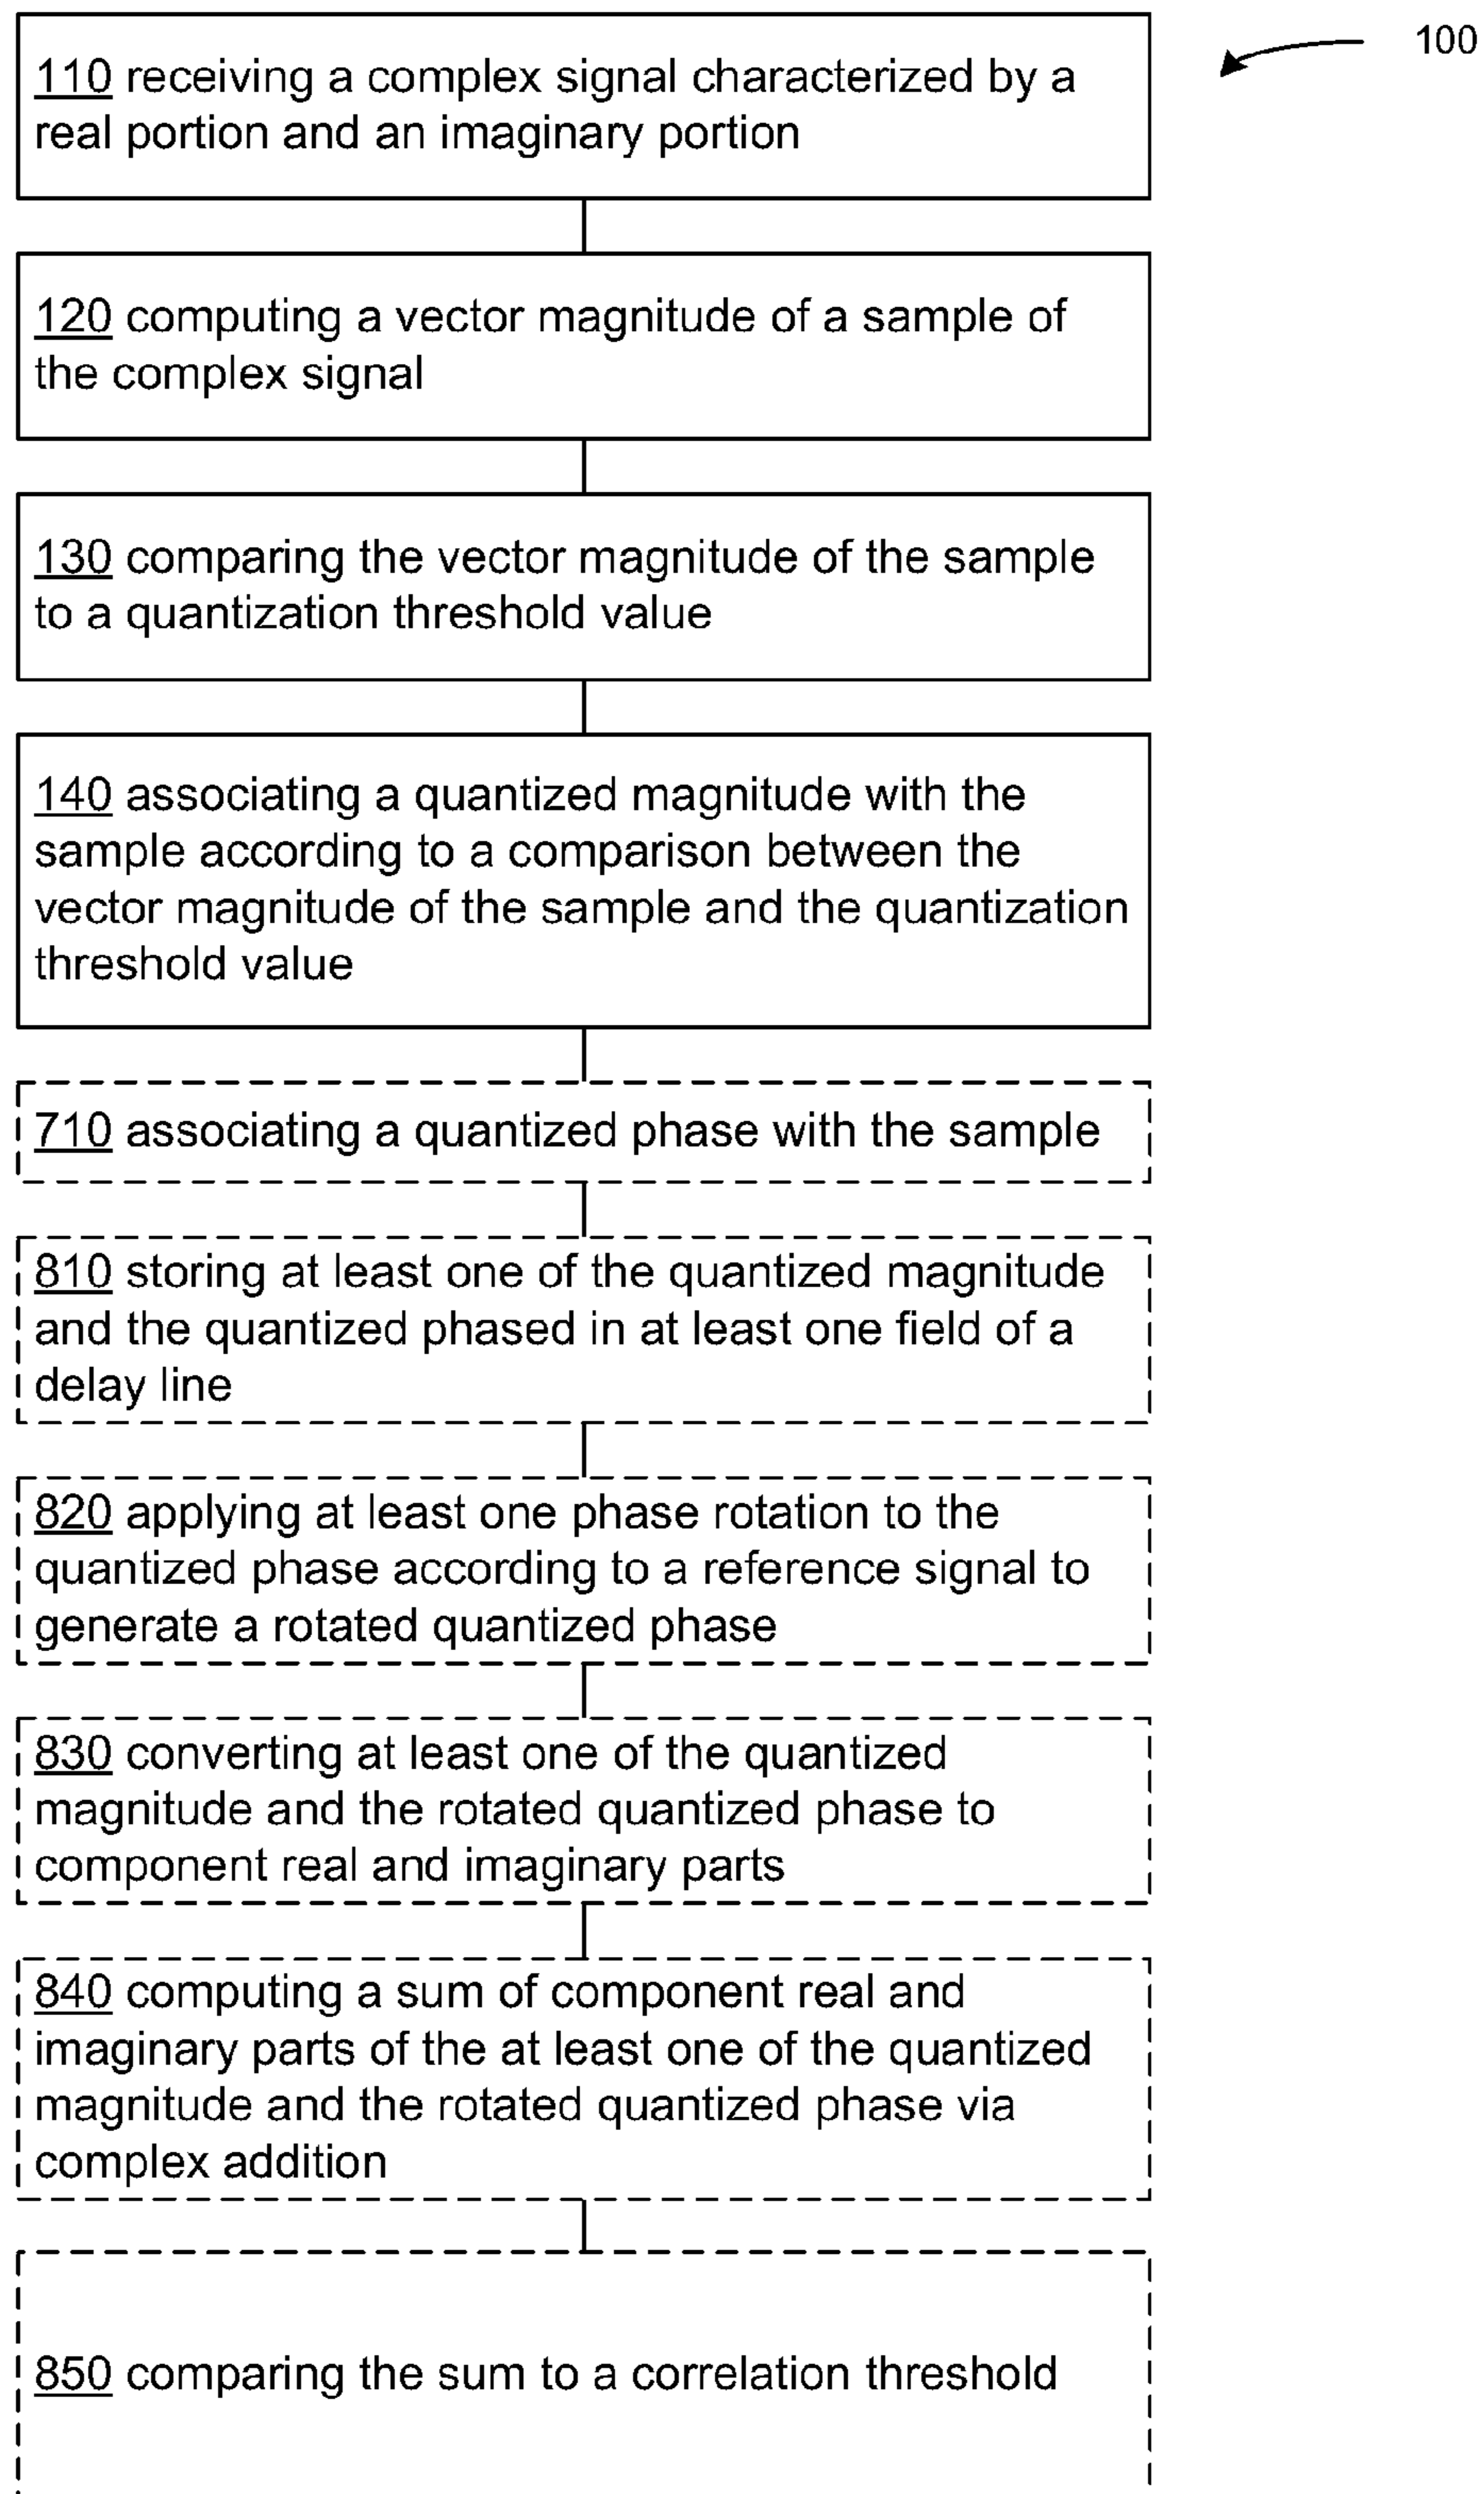 100
110 receiving a complex signal characterized by a
real portion and an imaginary portion
120 computing a vector magnitude of a sample of
the complex signal
130 comparing the vector magnitude of the sample
to a quantization threshold value
140 associating a quantized magnitude with the
sample according to a comparison between the
vector magnitude of the sample and the quantization
threshold value
710 associating a quantized phase with the sample
810 storing at least one of the quantized magnitude
and the quantized phased in at least one field of a
delay line
820 applying at least one phase rotation to the
quantized phase according to a reference signal to
generate a rotated quantized phase
830 converting at least one of the quantized
magnitude and the rotated quantized phase to
component real and imaginary parts
840 computing a sum of component real and
imaginary parts of the at least one of the quantized
magnitude and the rotated quantized phase via
complex addition
850 comparing the sum to a correlation threshold